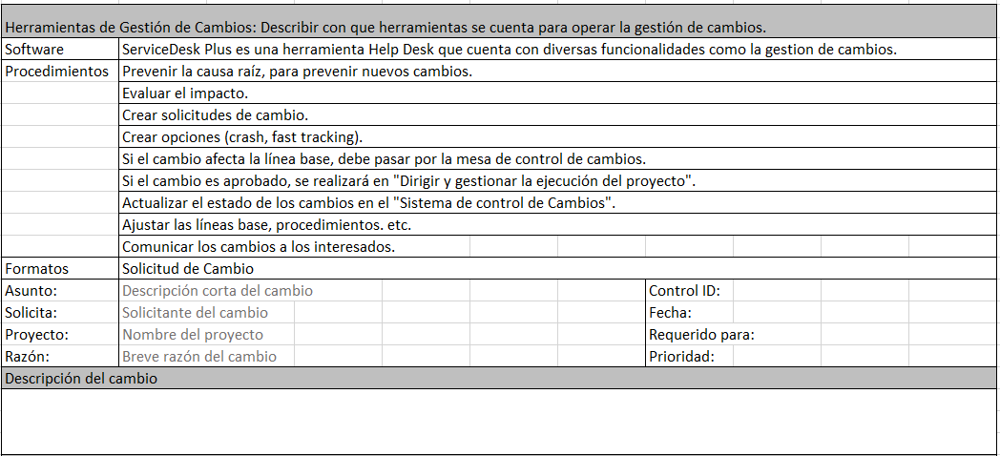 Herramientas de Gestión de Cambios: Describir con que herramientas se cuenta para operar la gestión de cambios.
Software ServiceDesk Plus es una herramienta Help Desk que cuenta con diversas funcionalidades como la gestion de cambios.
Procedimientos Prevenir la causa raíz, para prevenir nuevos cambios.
Evaluar el impacto.
Crear solicitudes de cambio.
Crear opciones (crash, fast tracking).
Si el cambio afecta la línea base, debe pasar por la mesa de control de cambios.
Si el cambio es aprobado, se realizará en "Dirigir y gestionar la ejecución del proyecto".
Actualizar el estado de los cambios en el "Sistema de control de Cambios".
Ajustar las líneas base, procedimientos. etc.
Comunicar los cambios a los interesados.
Formatos Solicitud de Cambio
Asunto: Descripción corta del cambio Control ID:
Solicita: Solicitante del cambio Fecha:
Proyecto: Nombre del proyecto Requerido para:
Razón: Breve razón del cambio Prioridad:
Descripción del cambio